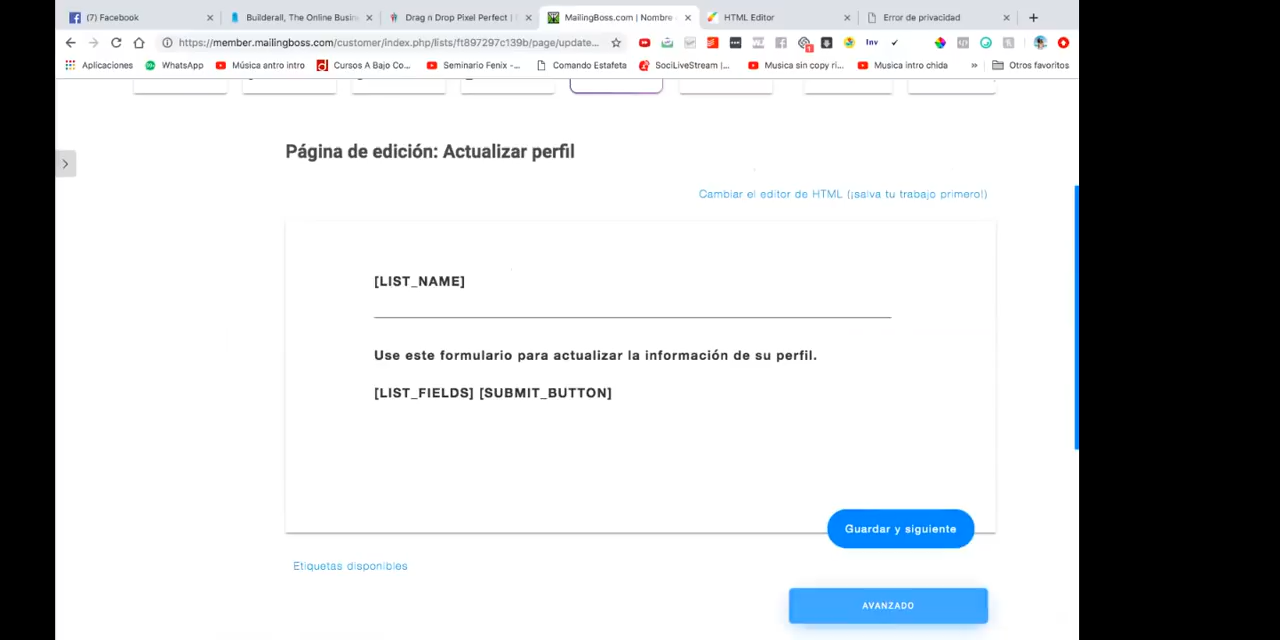 (7) Facebook
Builderall, The Online Busin
Drag n Drop Pixel Perfect |
MailingBoss.com | Nombre
HTML Editor
Error de privacidad
https://member.mailingboss.com/customer/index.php/lists/ft897297c139b/page/update...
Inv
Aplicaciones
WhatsApp
Música antro intro
Cursos A Bajo Co...
Seminario Fenix -...
Comando Estafeta
SociLiveStream |...
Musica sin copy ri...
Musica intro chida
»
Otros favoritos
Página de edición: Actualizar perfil
Cambiar el editor de HTML (¡salva tu trabajo primero!)
[LIST_NAME]
Use este formulario para actualizar la información de su perfil.
[LIST_FIELDS] [SUBMIT_BUTTON]
Guardar y siguiente
Etiquetas disponibles
AVANZADO